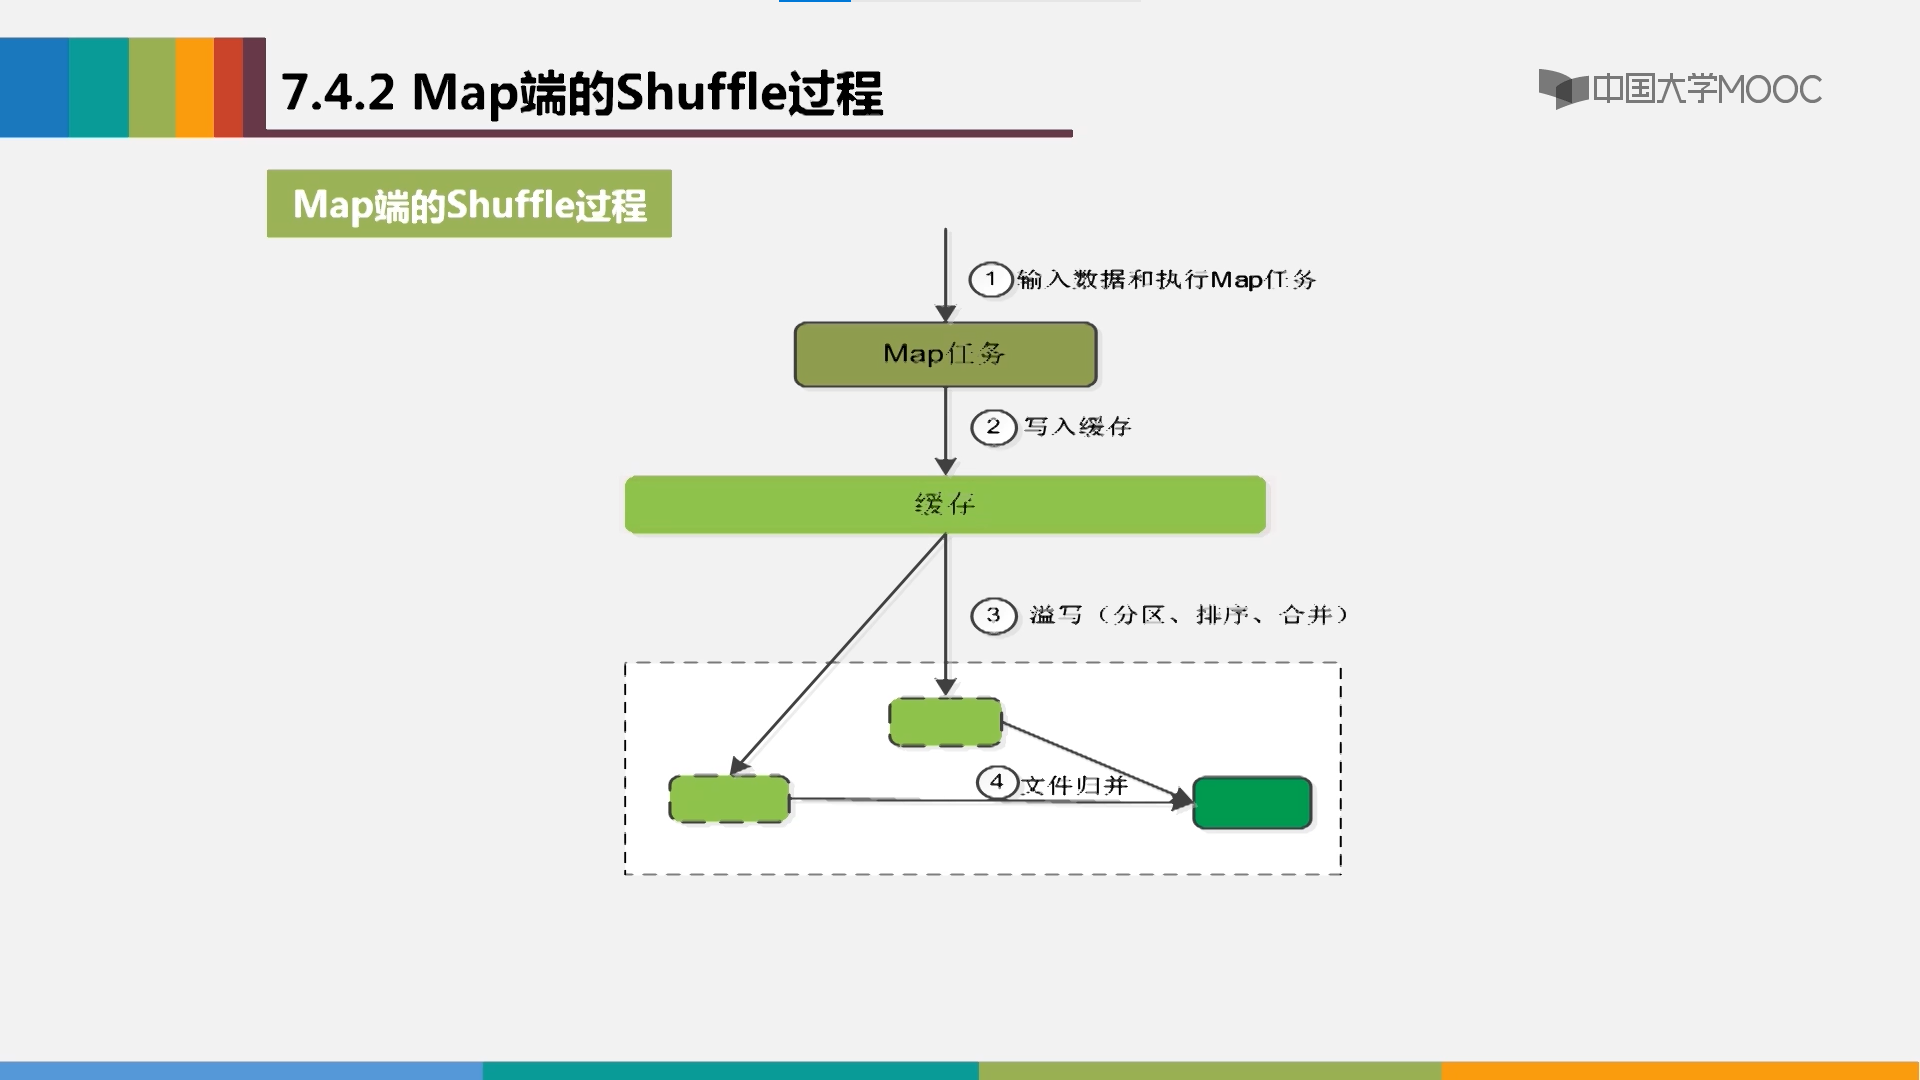 7.4.2 Map端的Shuffle过程
中国大学MOOC
Map端的Shuffle过程
1 输入数据和执行Map任务
Map任务
2 写入缓存
缓存
3 溢写（分区、排序、合并）
4 文件归并